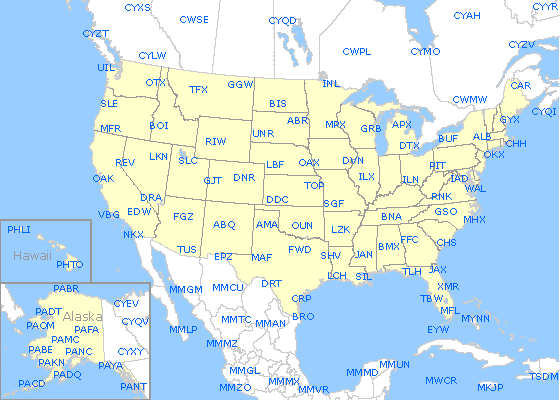 CYXS
CYYR
CYAH
CWSE
CYQD
CYZT
CYZV
CYLW
CWPL
CYMO
UIL
OTX
GGW
INL
CAR
TFX
CWMW
SLE
BIS
CYQI
ABR
GYX
MFR
BOI
MPX
GRB
APX
UNR
ALB
BUF
RIW
CHH
DTX
OKX
REV
LKN
SLC
LBF
OAX
DVN
PIT
OAK
GJT
DNR
ILX
ILN
IAD
TOP
WAL
DRA
DDC
RNK
SGF
VBG
EDW
FGZ
BNA
GSO
MHX
ABQ
AMA
OUN
LZK
PHLI
NKX
FFC
CHS
BMX
TUS
FWD
Hawaii
EPZ
MAF
SHV
JAN
PHTO
LCH
SIL
TLH
JAX
DRT
PABR
MMGM
MMCU
XMR
CYEV
CRP
TBW
PADT
MFL
Alaska
BRO
MYNN
PAOM
PAFA
CYQV
MMTC
MMAN
MMLP
EYW
PAMC
MMMZ
PABE
PANC
CYXY
PAKN
PAYA
MMUN
PADQ
MMGL
MMMD
TSDM
PACD
PANT
MMZO
MMMX
MWCR
MKJP
MMVR